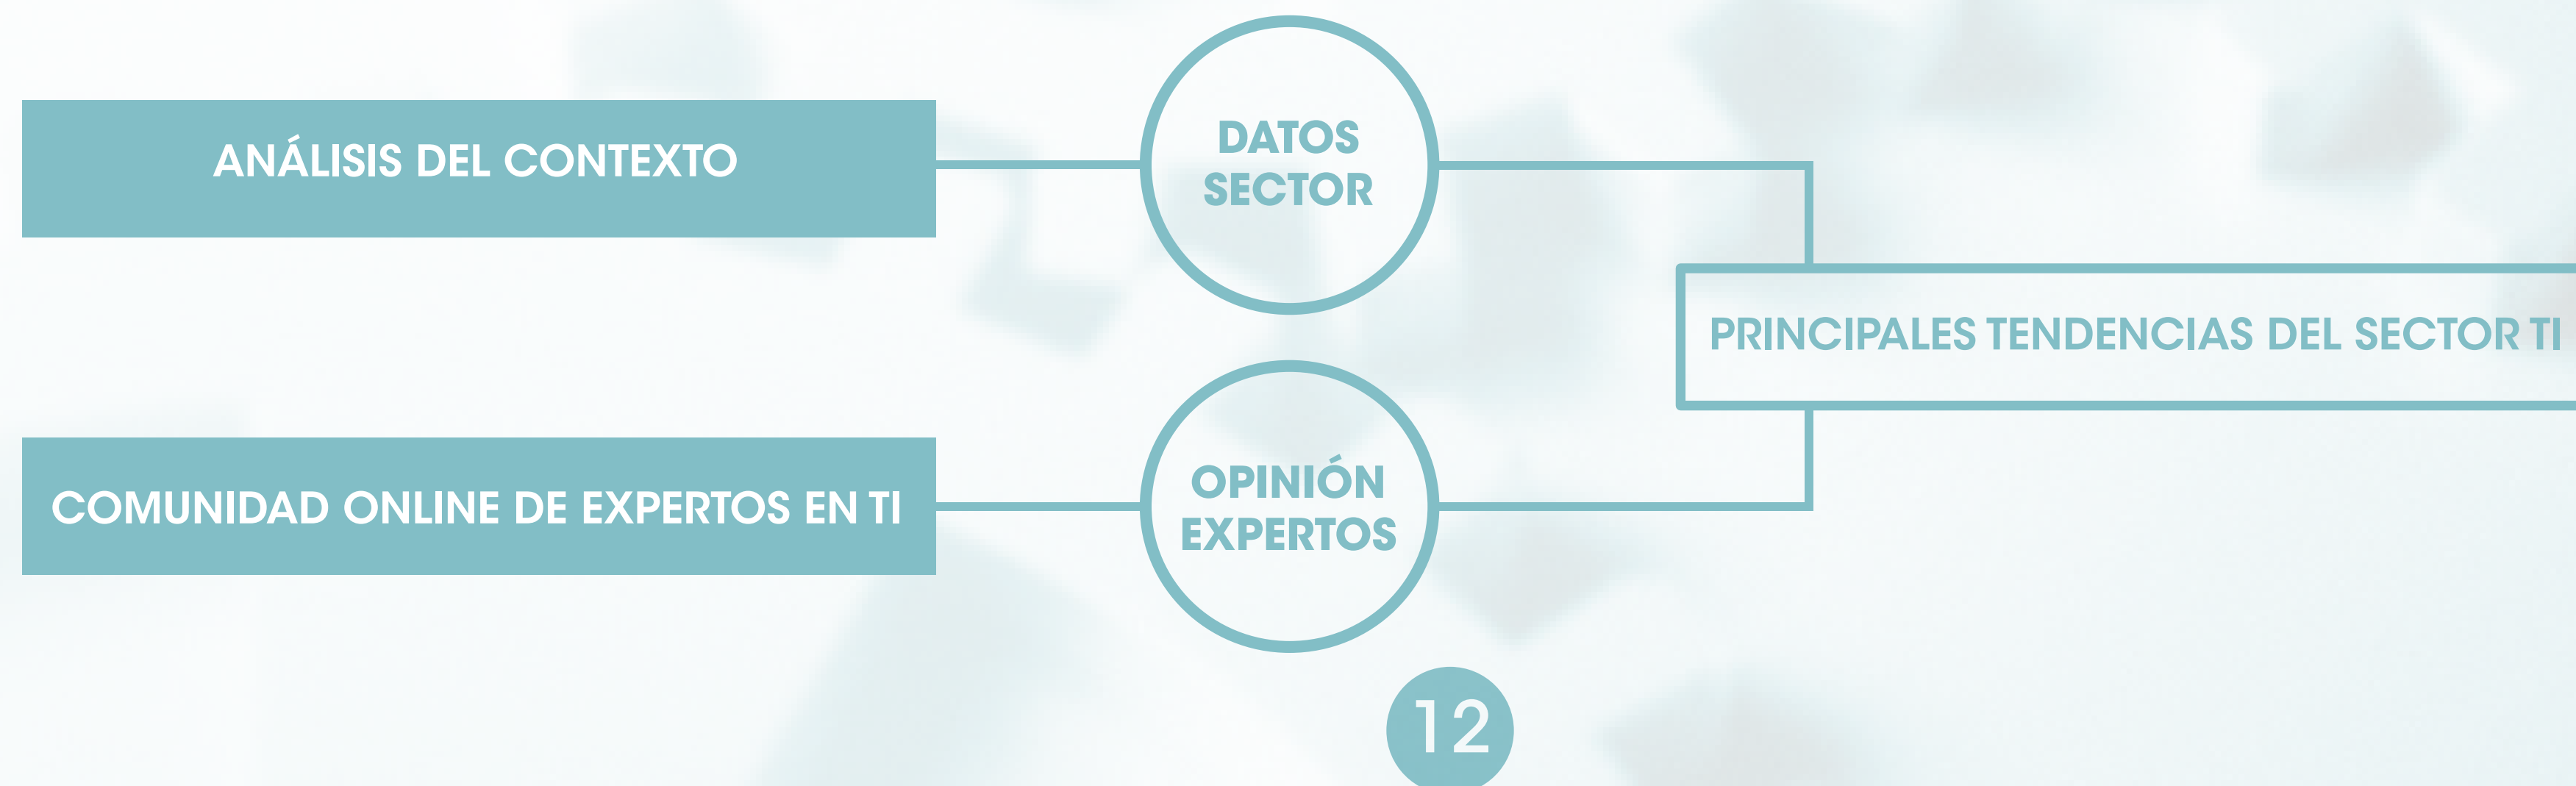 ANÁLISIS DEL CONTEXTO
DATOS
SECTOR
PRINCIPALES TENDENCIAS DEL SECTOR TI
COMUNIDAD ONLINE DE EXPERTOS EN TI
OPINIÓN
EXPERTOS
12